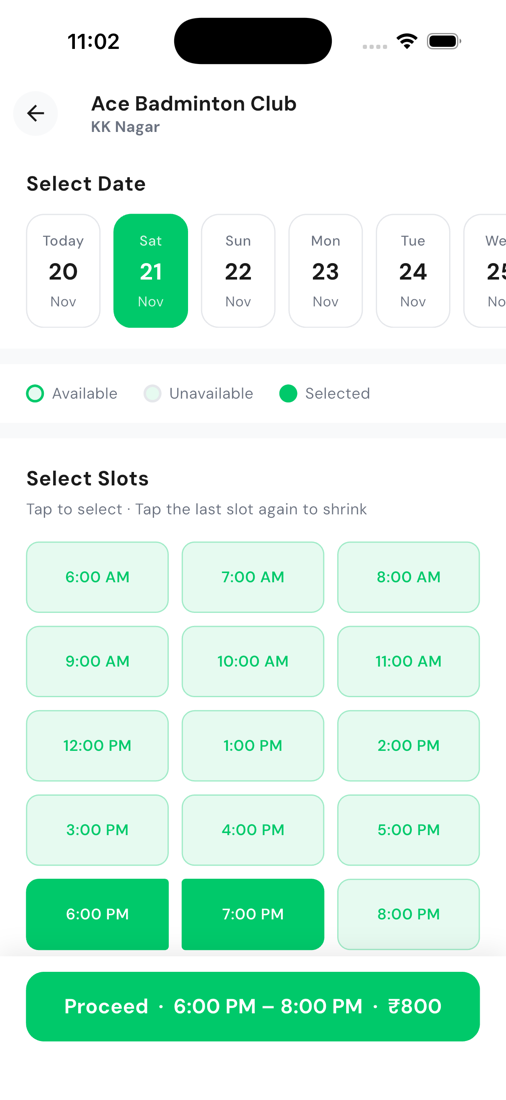 11:02
Ace Badminton Club
KK Nagar
Select Date
Today Sat Sun Mon Tue We
20 21 22 23 24 25
Nov Nov Nov Nov Nov No
Available Unavailable Selected
Select Slots
Tap to select · Tap the last slot again to shrink
6:00 AM 7:00 AM 8:00 AM
9:00 AM 10:00 AM 11:00 AM
12:00 PM 1:00 PM 2:00 PM
3:00 PM 4:00 PM 5:00 PM
6:00 PM 7:00 PM 8:00 PM
Proceed · 6:00 PM – 8:00 PM · ₹800